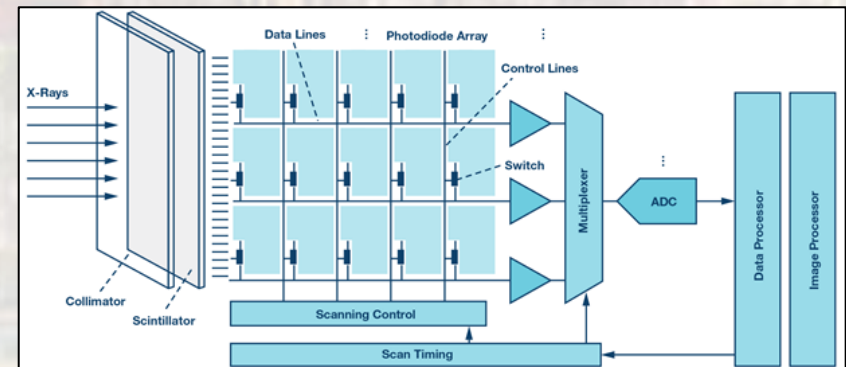 Data Lines
Photodiode Array
X-Rays
Control Lines
Switch
Multiplexer
ADC
Data Processor
Image Processor
Collimator
Scintillator
Scanning Control
Scan Timing